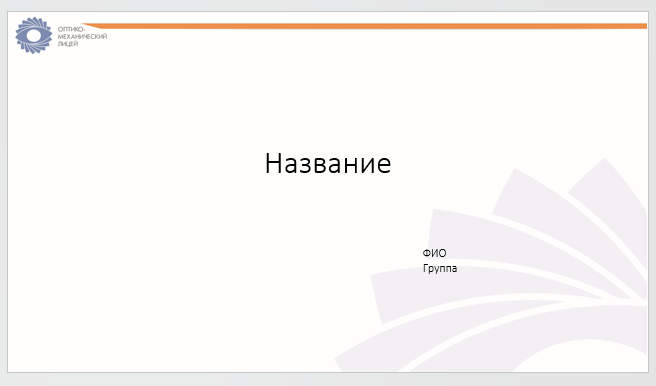 ОПТИКО-
МЕХАНИЧЕСКИЙ
ЛИЦЕЙ
Название
ФИО
Группа